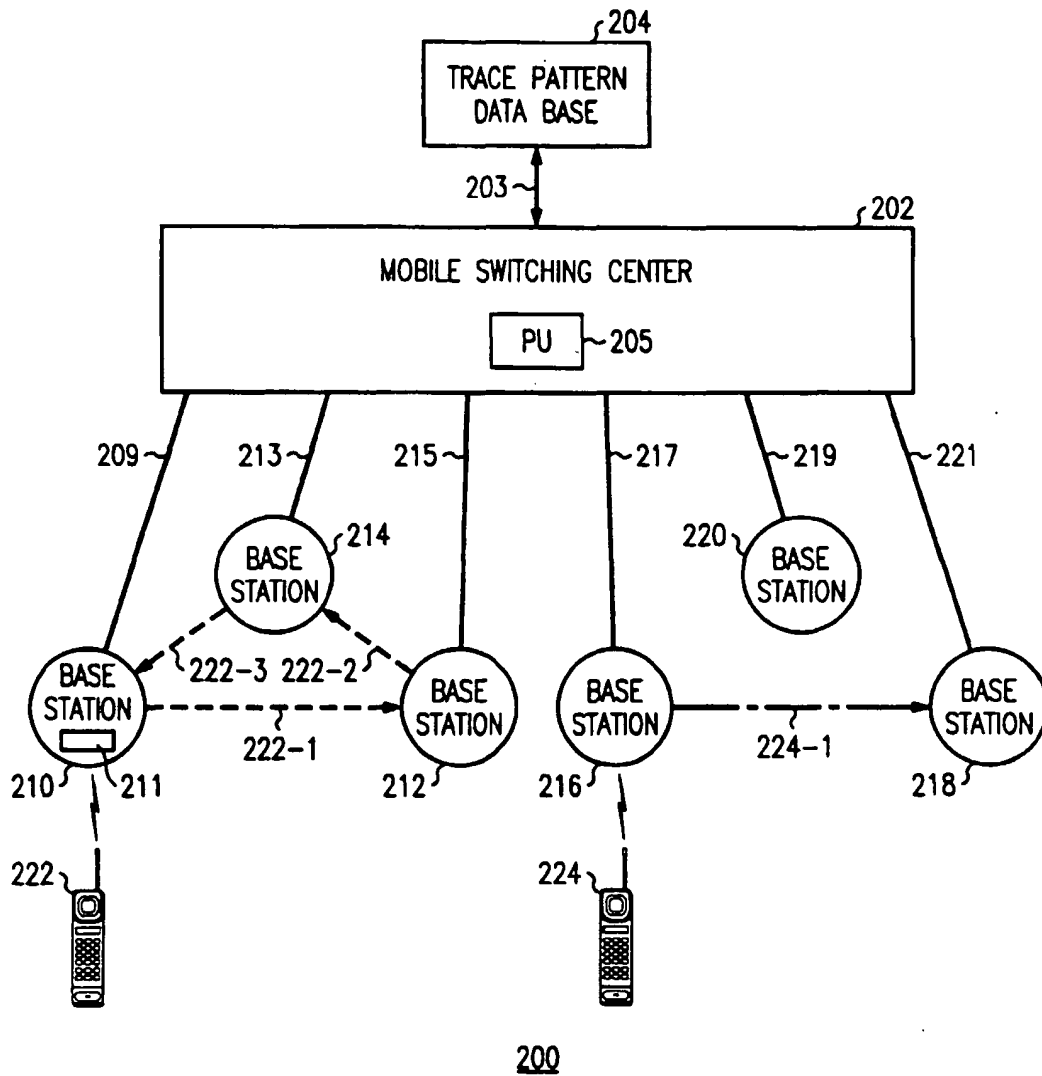 204
TRACE PATTERN
DATA BASE
203
202
MOBILE SWITCHING CENTER
PU
205
209
213
215
217
219
221
214
BASE
STATION
220
BASE
STATION
222-3
222-2
BASE
STATION
BASE
STATION
BASE
STATION
BASE
STATION
222-1
224-1
210
211
212
216
218
222
224
200